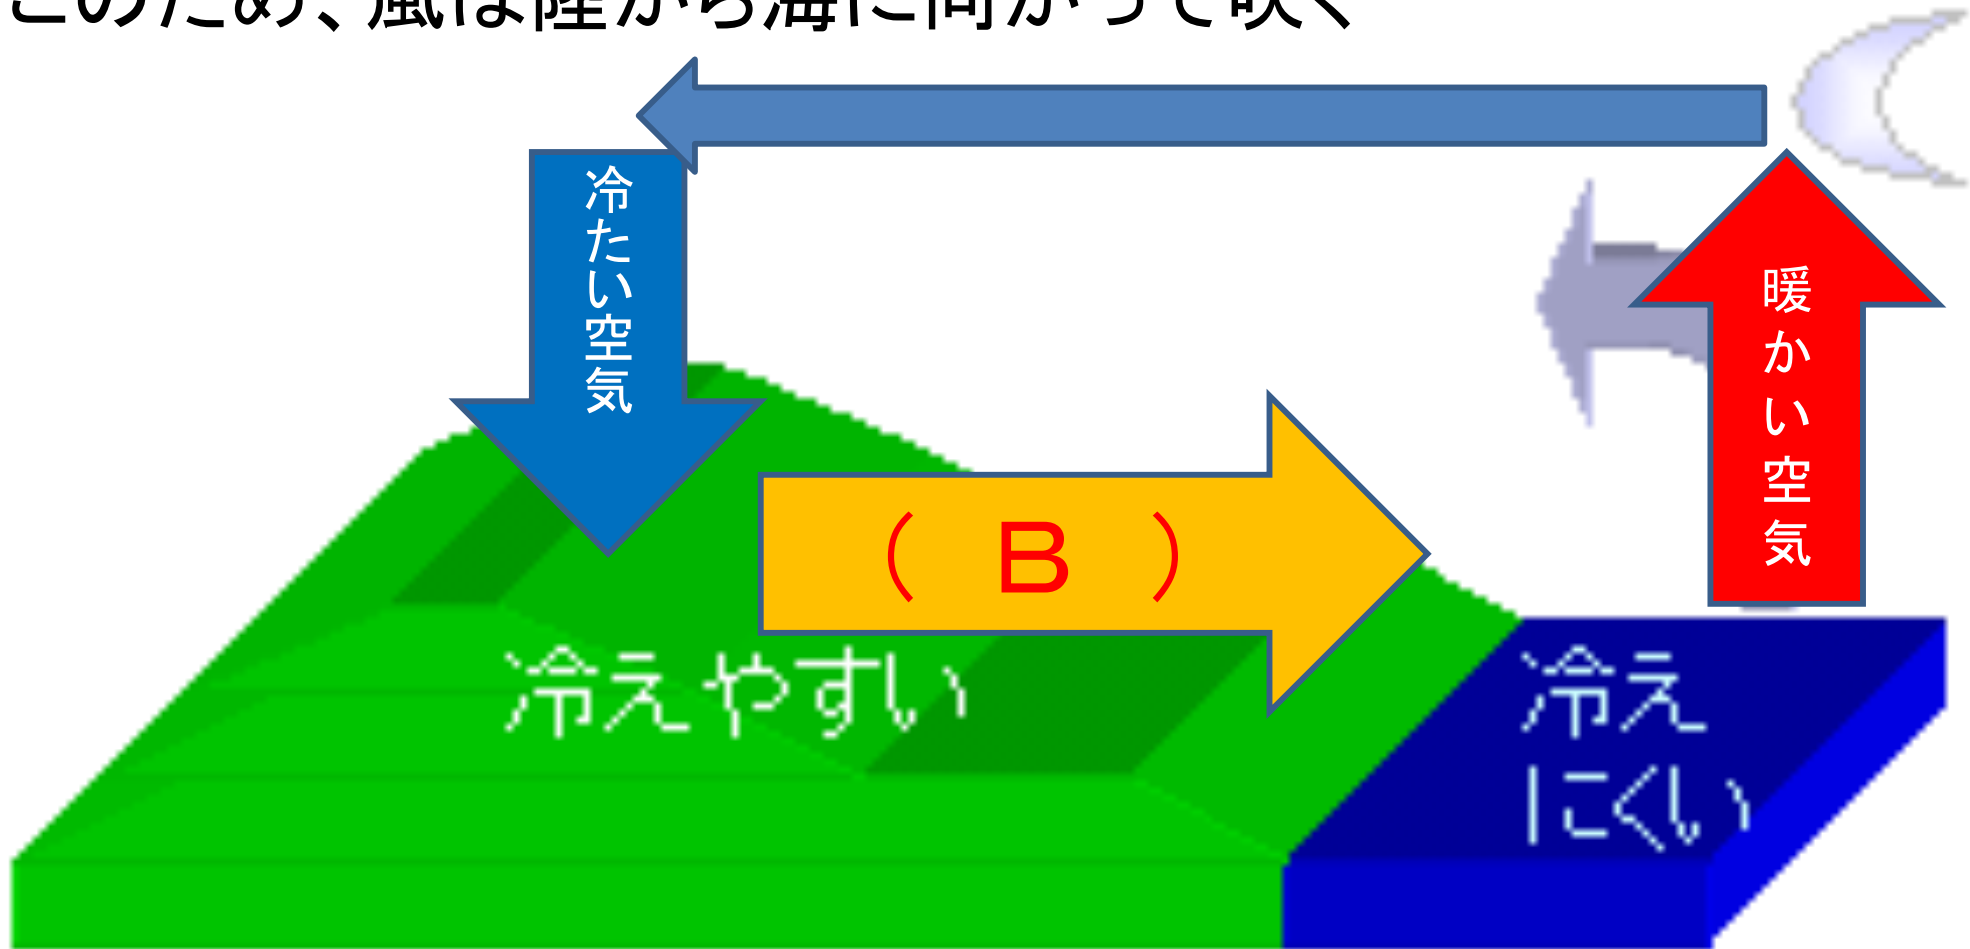 このため、風は陸から海に向かって吹く
冷たい空気
暖かい空気
（　B　）
冷えやすい
冷え
にくい